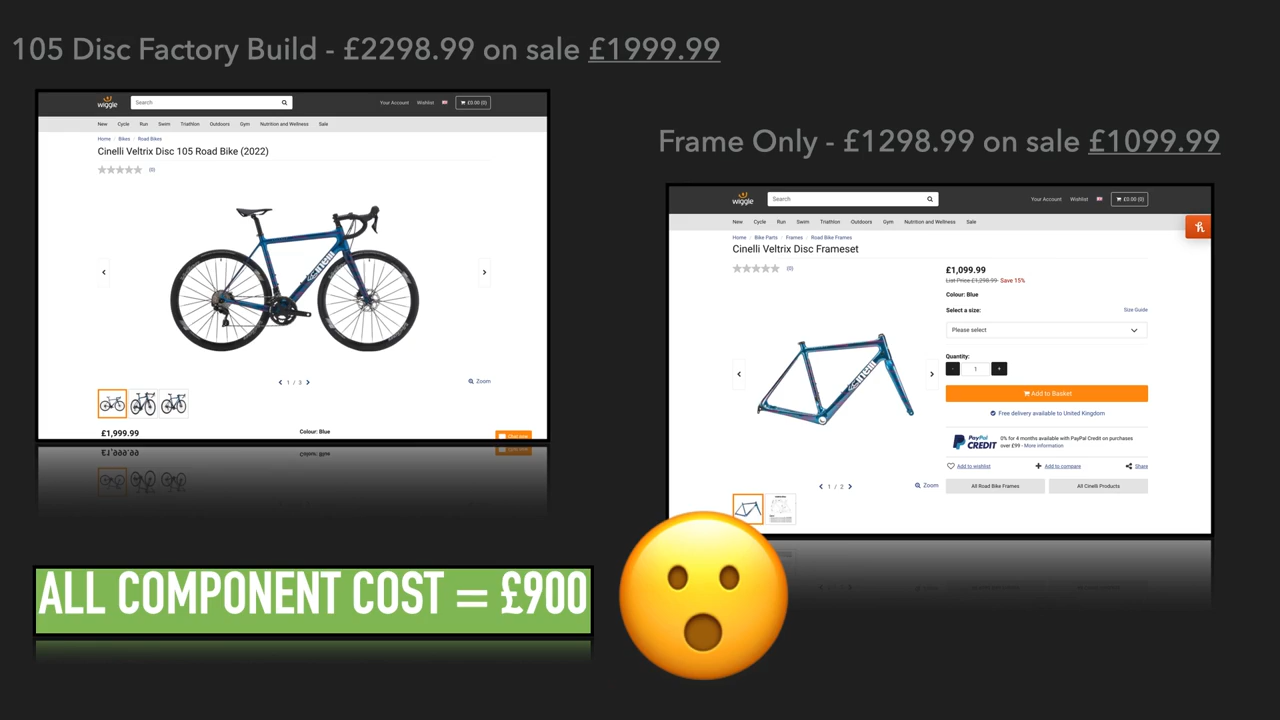 105 Disc Factory Build - £2298.99 on sale £1999.99
wiggle
Search
Your Account Wishlist £0.00 (0)
New Cycle Run Swim Triathlon Outdoors Gym Nutrition and Wellness Sale
Home Bikes Road Bikes
Cinelli Veltrix Disc 105 Road Bike (2022)
(0)
cinelli
1 / 3
Zoom
£1,999.99
Colour: Blue
Frame Only - £1298.99 on sale £1099.99
wiggle
Search
Your Account Wishlist £0.00 (0)
New Cycle Run Swim Triathlon Outdoors Gym Nutrition and Wellness Sale
Home Bike Parts Frames Road Bike Frames
Cinelli Veltrix Disc Frameset
(0)
£1,099.99
List Price £1,298.99 Save 15%
Colour: Blue
Select a size:
Size Guide
Please select
Quantity:
- 1 +
Add to Basket
Free delivery available to United Kingdom
PayPal CREDIT
0% for 4 months available with PayPal Credit on purchases
over £99 - More information
Add to wishlist
Add to compare
Share
All Road Bike Frames
All Cinelli Products
cinelli
1 / 2
Zoom
ALL COMPONENT COST = £900